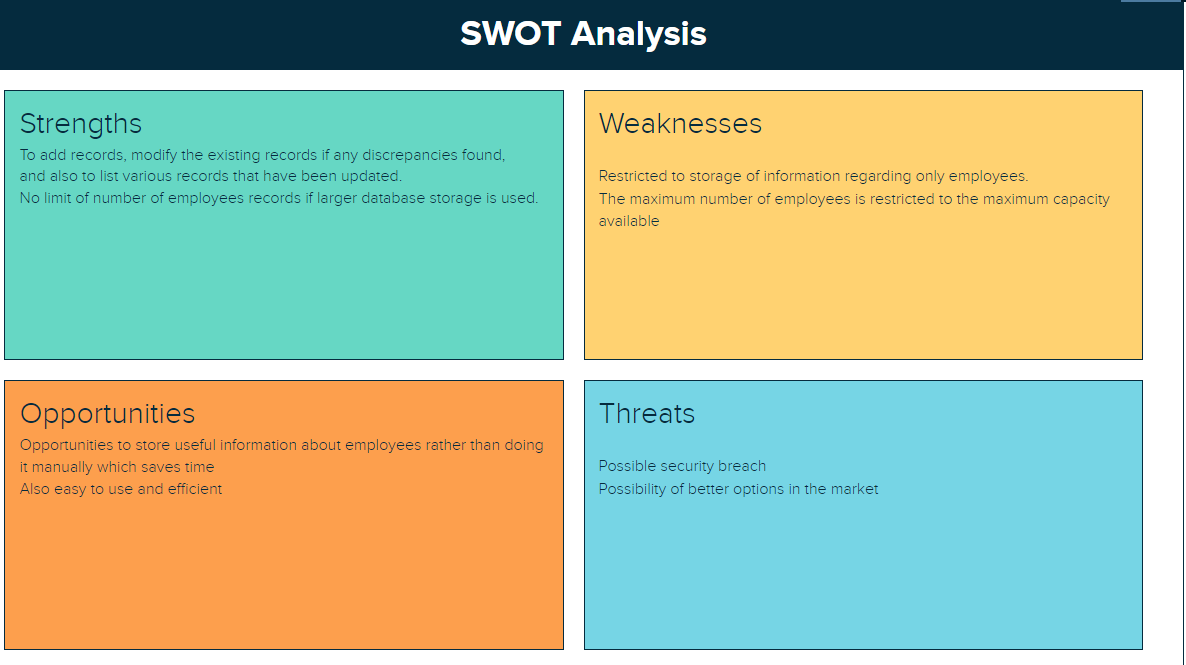 SWOT Analysis
Strengths
To add records, modify the existing records if any discrepancies found,
and also to list various records that have been updated.
No limit of number of employees records if larger database storage is used.
Weaknesses
Restricted to storage of information regarding only employees.
The maximum number of employees is restricted to the maximum capacity
available
Opportunities
Opportunities to store useful information about employees rather than doing
it manually which saves time
Also easy to use and efficient
Threats
Possible security breach
Possibility of better options in the market